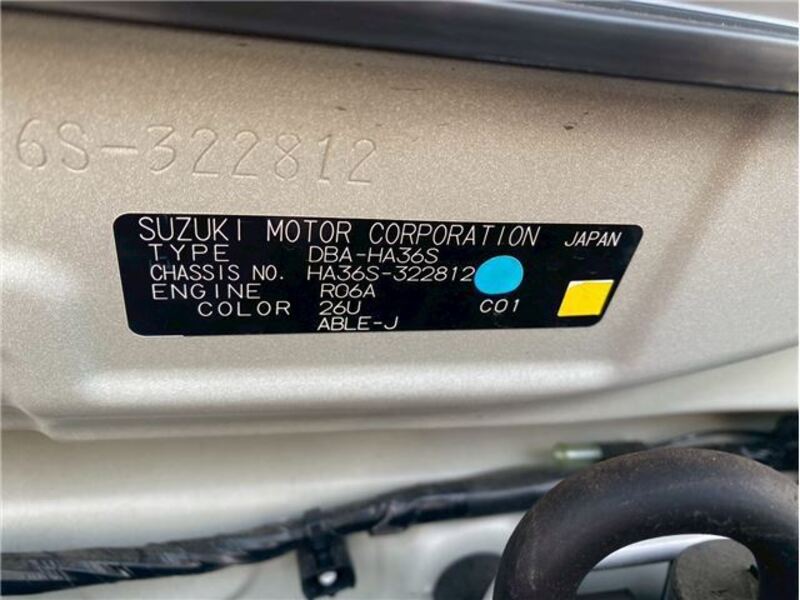 6S-322812
SUZUKI MOTOR CORPORATION JAPAN
TYPE DBA-HA36S
CHASSIS NO. HA36S-322812
ENGINE R06A
COLOR 26U C01
ABLE-J